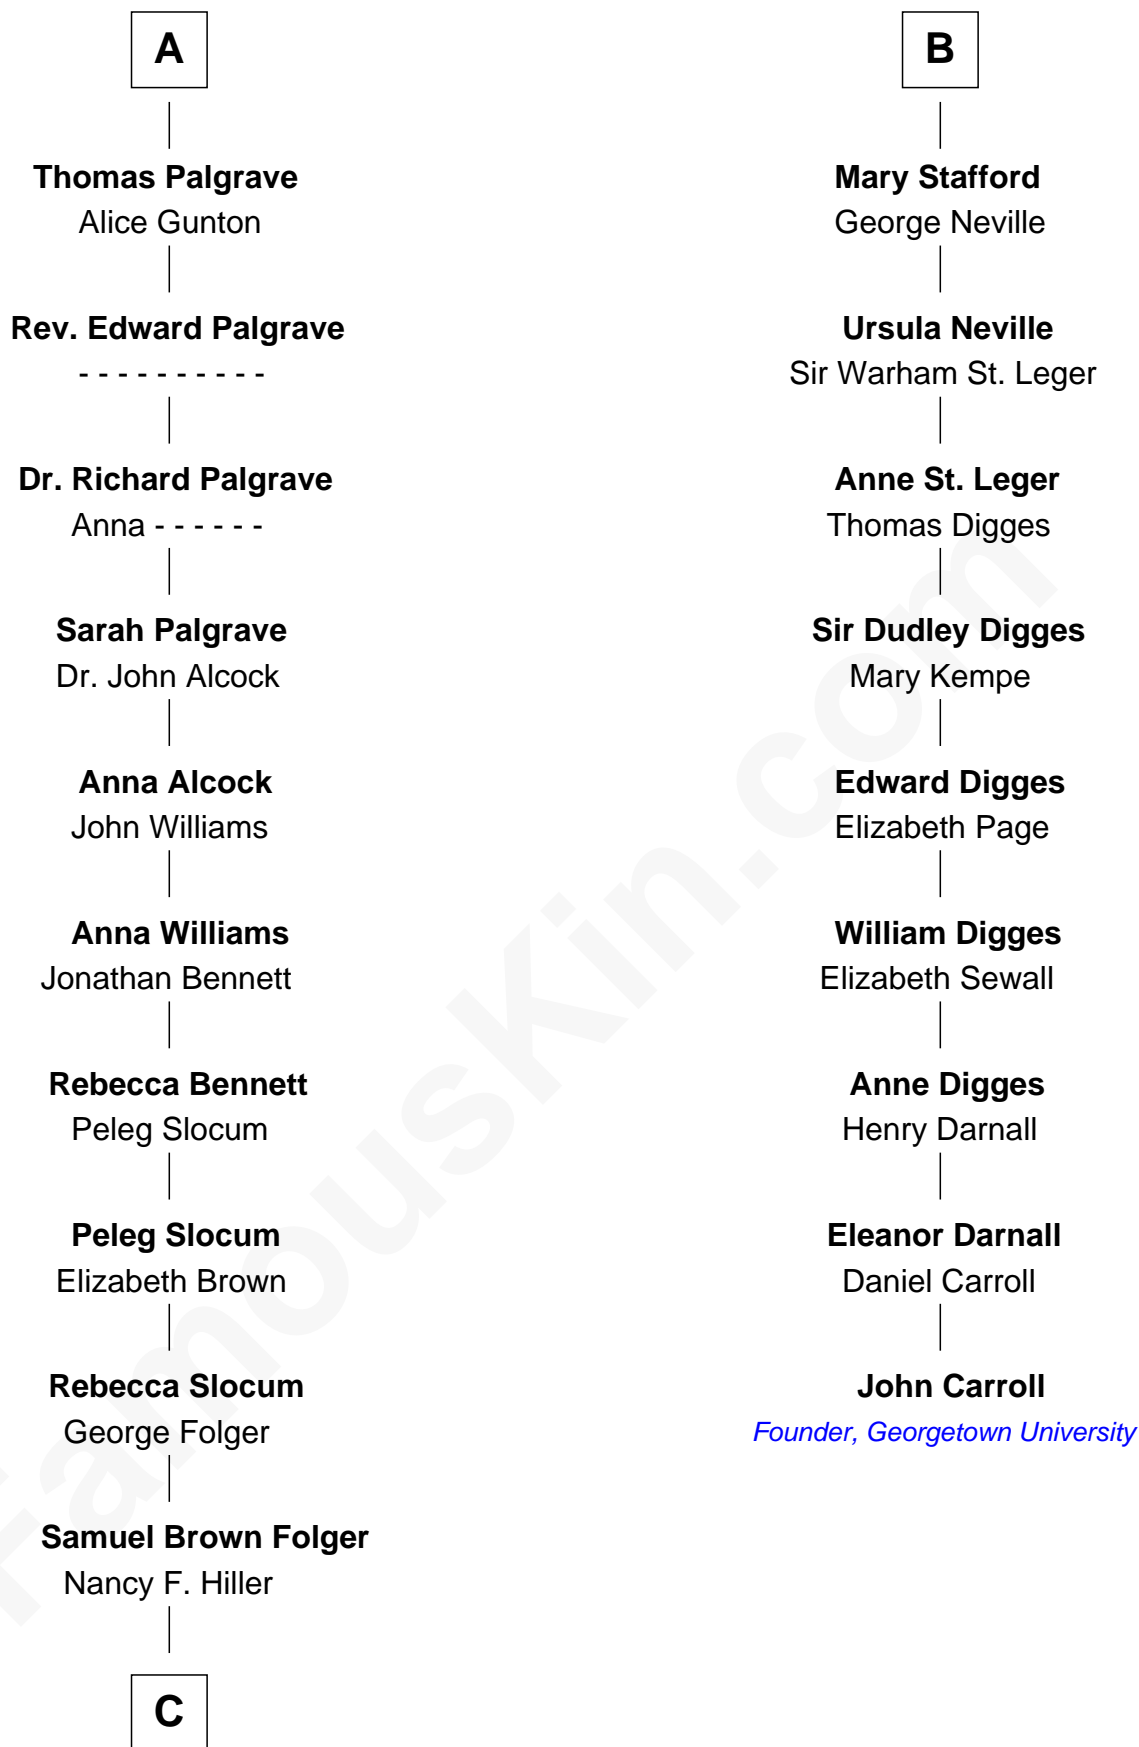 A
Thomas Palgrave
Alice Gunton
Rev. Edward Palgrave
- - - - - - - - - -
Dr. Richard Palgrave
Anna - - - - - -
Sarah Palgrave
Dr. John Alcock
Anna Alcock
John Williams
Anna Williams
Jonathan Bennett
Rebecca Bennett
Peleg Slocum
Peleg Slocum
Elizabeth Brown
Rebecca Slocum
George Folger
Samuel Brown Folger
Nancy F. Hiller
C
B
Mary Stafford
George Neville
Ursula Neville
Sir Warham St. Leger
Anne St. Leger
Thomas Digges
Sir Dudley Digges
Mary Kempe
Edward Digges
Elizabeth Page
William Digges
Elizabeth Sewall
Anne Digges
Henry Darnall
Eleanor Darnall
Daniel Carroll
John Carroll
Founder, Georgetown University
FamousKin.com